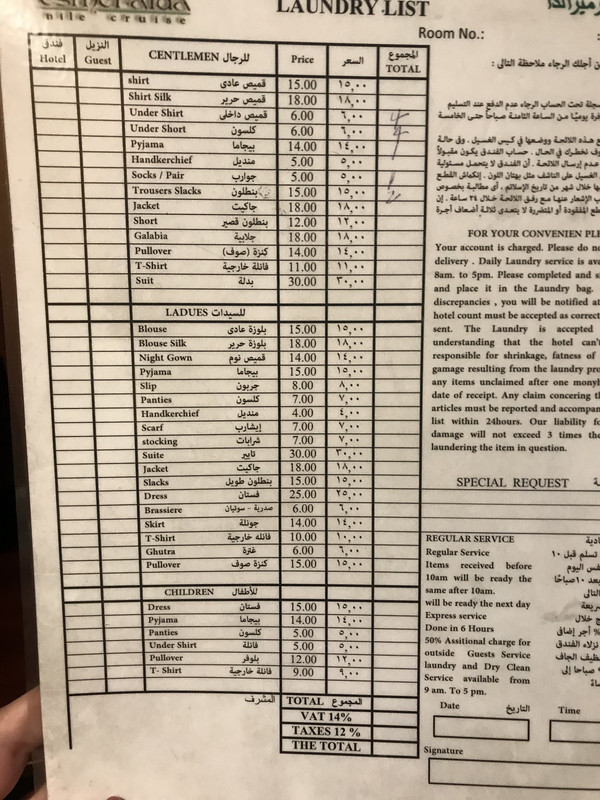 nile cruise
LAUNDRY LIST
Room No.:
فندق
Hotel
النزيل
Guest
CENTLEMEN للرجال
Price
السعر
المجموع
TOTAL
shirt قميص عادى 15.00 ١٥,٠٠
Shirt Silk قميص حرير 18.00 ١٨,٠٠
Under Shirt قميص داخلى 6.00 ٦,٠٠
Under Short كلسون 6.00 ٦,٠٠
Pyjama بيجاما 14.00 ١٤,٠٠
Handkerchief منديل 5.00 ٥,٠٠
Socks / Pair جوارب 5.00 ٥,٠٠
Trousers Slacks بنطلون 15.00 ١٥,٠٠
Jacket جاكيت 18.00 ١٨,٠٠
Short بنطلون قصير 12.00 ١٢,٠٠
Galabia جلابية 18.00 ١٨,٠٠
Pullover كنزة (صوف) 14.00 ١٤,٠٠
T-Shirt فانلة خارجية 11.00 ١١,٠٠
Suit بدلة 30.00 ٣٠,٠٠
LADUES للسيدات
Blouse بلوزة عادى 15.00 ١٥,٠٠
Blouse Silk بلوزة حرير 18.00 ١٨,٠٠
Night Gown قميص نوم 14.00 ١٤,٠٠
Pyjama بيجاما 15.00 ١٥,٠٠
Slip جربون 8.00 ٨,٠٠
Panties كلسون 7.00 ٧,٠٠
Handkerchief منديل 4.00 ٤,٠٠
Scarf إيشارب 7.00 ٧,٠٠
stocking شرابات 7.00 ٧,٠٠
Suite تايير 30.00 ٣٠,٠٠
Jacket جاكيت 18.00 ١٨,٠٠
Slacks بنطلون طويل 15.00 ١٥,٠٠
Dress فستان 25.00 ٢٥,٠٠
Brassiere صدرية - سوتيان 6.00 ٦,٠٠
Skirt جونلة 14.00 ١٤,٠٠
T-Shirt فانله خارجية 10.00 ١٠,٠٠
Ghutra غترة 6.00 ٦,٠٠
Pullover كنزة صوف 15.00 ١٥,٠٠
CHILDREN للأطفال
Dress فستان 15.00 ١٥,٠٠
Pyjama بيجاما 14.00 ١٤,٠٠
Panties كلسون 5.00 ٥,٠٠
Under Shirt فانلة 5.00 ٥,٠٠
Pullover بلوفر 12.00 ١٢,٠٠
T- Shirt فانلة خارجية 9.00 ٩,٠٠
المشرف
TOTAL المجموع
VAT 14%
TAXES 12 %
THE TOTAL
من أجلك الرجاء ملاحظة التالى :
FOR YOUR CONVENIEN PLE
Your account is charged. Please do no
delivery . Daily Laundry service is ava
8am. to 5pm. Please completed and si
and place it in the Laundry bag.
discrepancies , you will be notified at
hotel count must be accepted as correct
sent. The Laundry is accepted
understanding that the hotel can't
responsible for shrinkage, fatness of
gamage resulting from the laundry pro
any items unclaimed after one monyh
date of receipt. Any claim concering th
articles must be reported and accompan
list within 24hours. Our liability fo
damage will not exceed 3 times the
laundering the item in question.
SPECIAL REQUEST
REGULAR SERVICE
Regular Service
Items received before
10am will be ready the
same after 10am.
will be ready the next day
Express service
Done in 6 Hours
50% Assitional charge for
outside Guests Service
laundry and Dry Clean
Service available from
9 am. To 5 pm.
Date التاريخ
Time
Signature